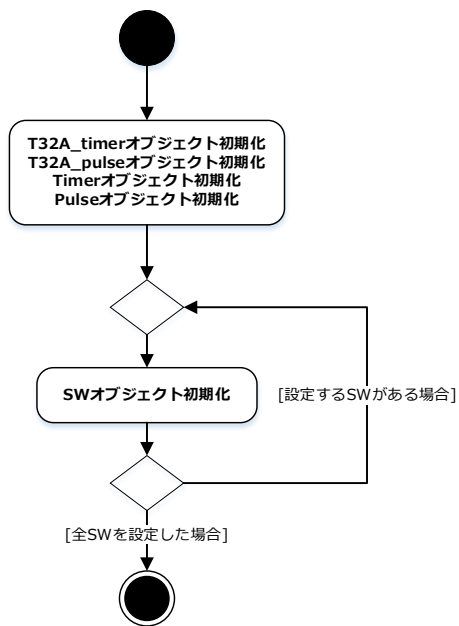 T32A_timerオブジェクト初期化
T32A_pulseオブジェクト初期化
Timerオブジェクト初期化
Pulseオブジェクト初期化
SWオブジェクト初期化
[設定するSWがある場合]
[全SWを設定した場合]